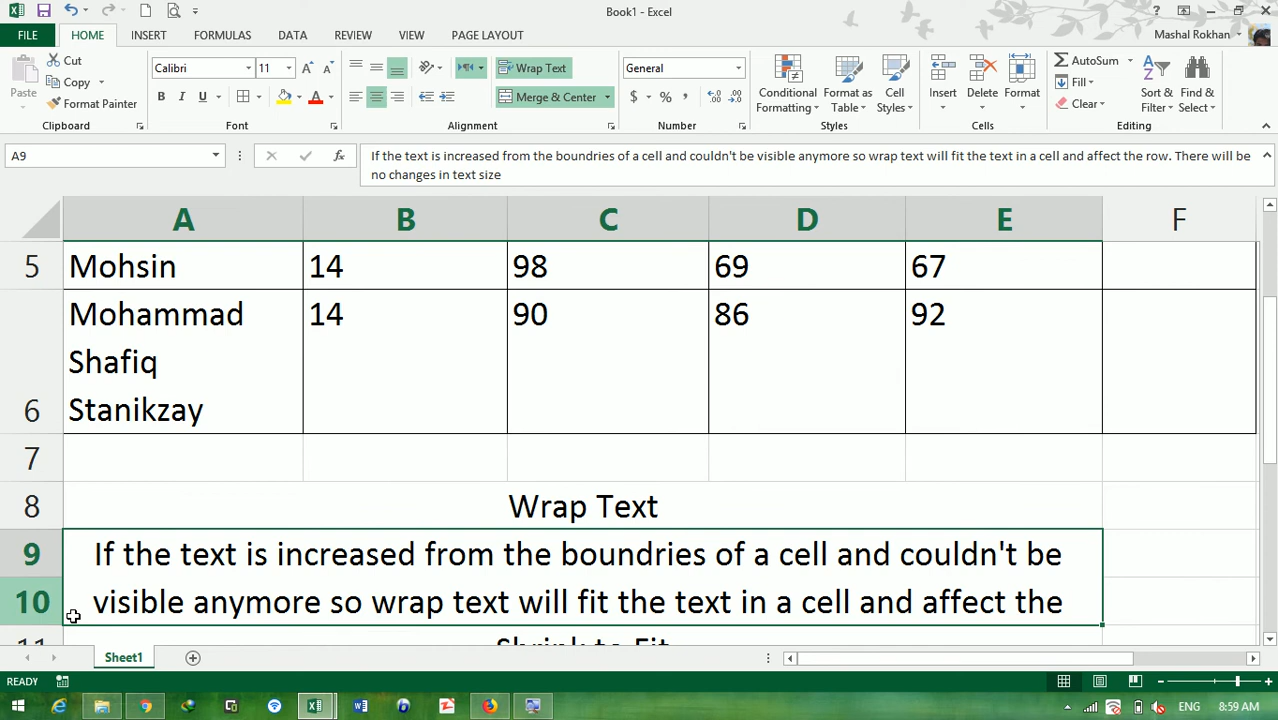 Book1 - Excel
FILE HOME INSERT FORMULAS DATA REVIEW VIEW PAGE LAYOUT Mashal Rokhan
Paste Cut Copy Format Painter
Calibri 11
Wrap Text
Merge & Center
General
Conditional Formatting Format as Table Cell Styles
Insert Delete Format
AutoSum Fill Clear
Sort & Filter Find & Select
Clipboard Font Alignment Number Styles Cells Editing
A9 fx If the text is increased from the boundries of a cell and couldn't be visible anymore so wrap text will fit the text in a cell and affect the row. There will be
no changes in text size
A B C D E F
5 Mohsin 14 98 69 67
Mohammad 14 90 86 92
Shafiq
6 Stanikzay
7
8 Wrap Text
9 If the text is increased from the boundries of a cell and couldn't be
10 visible anymore so wrap text will fit the text in a cell and affect the
11 Shrink to Fit
Sheet1
READY
ENG 8:59 AM